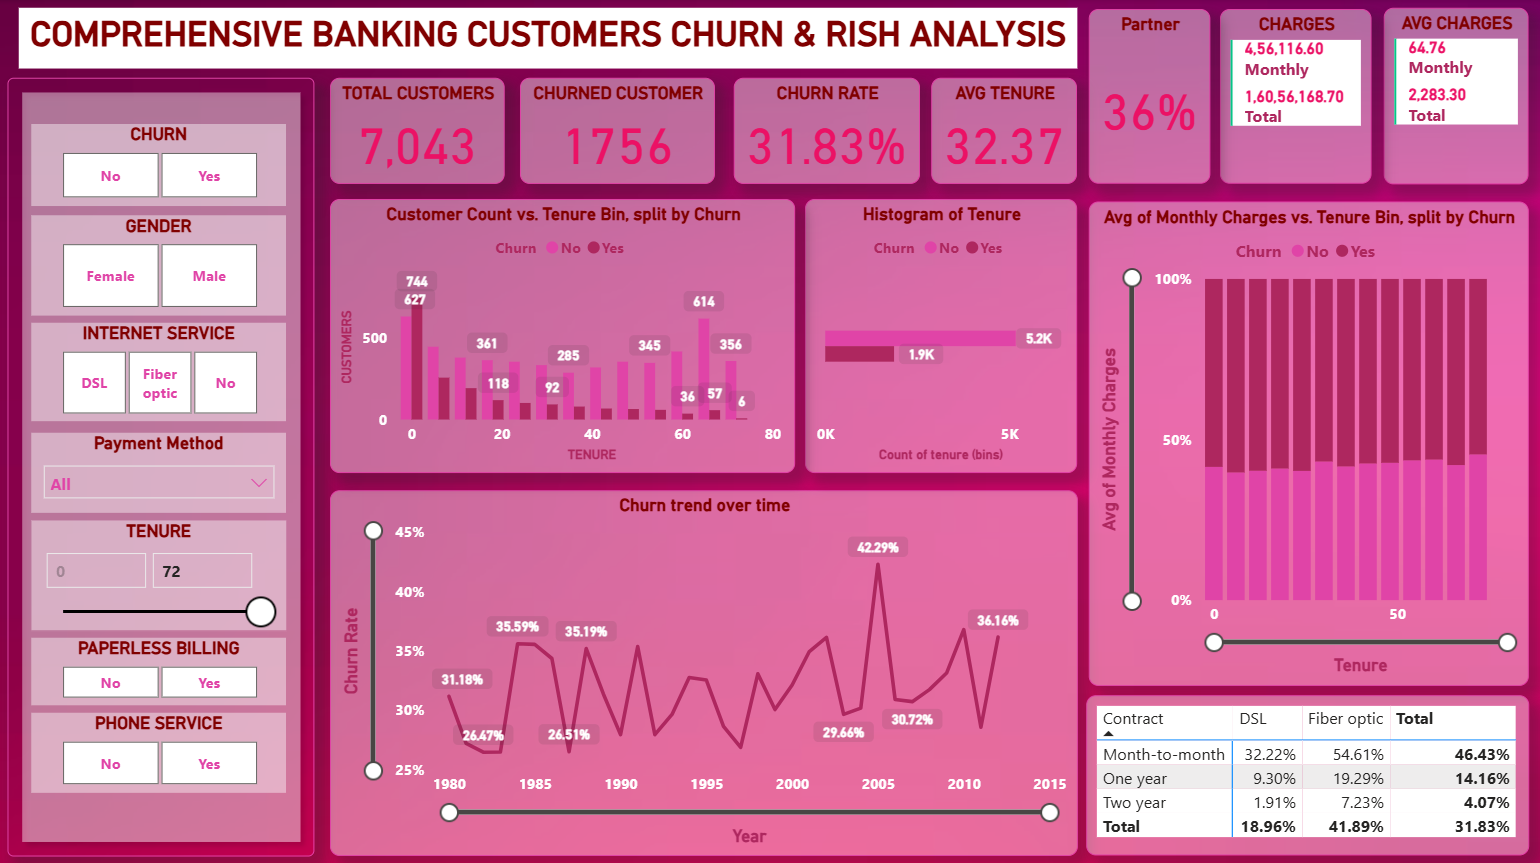 COMPREHENSIVE BANKING CUSTOMERS CHURN & RISH ANALYSIS
Partner
36%
CHARGES
4,56,116.60
Monthly
1,60,56,168.70
Total
AVG CHARGES
64.76
Monthly
2,283.30
Total
TOTAL CUSTOMERS
7,043
CHURNED CUSTOMER
1756
CHURN RATE
31.83%
AVG TENURE
32.37
CHURN
No Yes
GENDER
Female Male
INTERNET SERVICE
DSL Fiber optic No
Payment Method
All
TENURE
0 72
PAPERLESS BILLING
No Yes
PHONE SERVICE
No Yes
Customer Count vs. Tenure Bin, split by Churn
Churn No Yes
744
627
614
361
285
345
356
118
92
36
57
6
CUSTOMERS
500
0
0 20 40 60 80
TENURE
Histogram of Tenure
Churn No Yes
5.2K
1.9K
0K 5K
Count of tenure (bins)
Avg of Monthly Charges vs. Tenure Bin, split by Churn
Churn No Yes
Avg of Monthly Charges
100%
50%
0%
0 50
Tenure
Churn trend over time
Churn Rate
45%
40%
35%
30%
25%
42.29%
35.59%
35.19%
36.16%
31.18%
26.47%
26.51%
29.66%
30.72%
1980 1985 1990 1995 2000 2005 2010 2015
Year
Contract DSL Fiber optic Total
Month-to-month 32.22% 54.61% 46.43%
One year 9.30% 19.29% 14.16%
Two year 1.91% 7.23% 4.07%
Total 18.96% 41.89% 31.83%